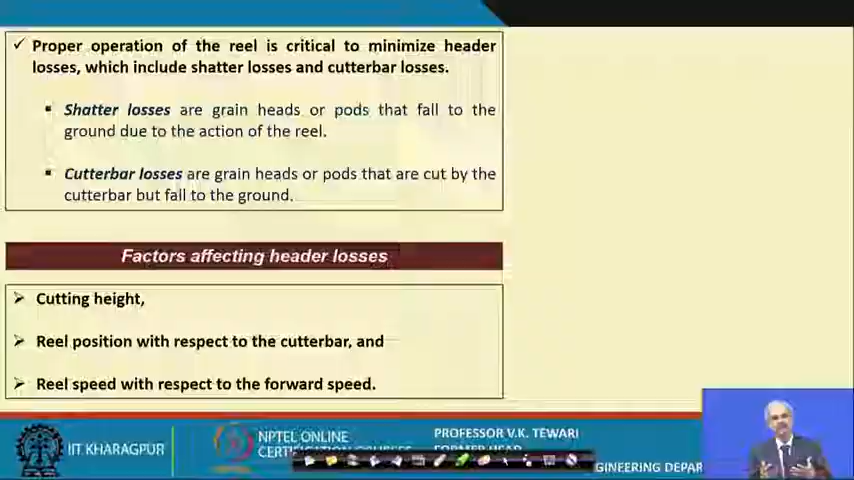 Proper operation of the reel is critical to minimize header
losses, which include shatter losses and cutterbar losses.
Shatter losses are grain heads or pods that fall to the
ground due to the action of the reel.
Cutterbar losses are grain heads or pods that are cut by the
cutterbar but fall to the ground.
Factors affecting header losses
Cutting height,
Reel position with respect to the cutterbar, and
Reel speed with respect to the forward speed.
IIT KHARAGPUR
NPTEL ONLINE
CERTIFICATION COURSES
PROFESSOR V.K. TEWARI
FORMER HEAD